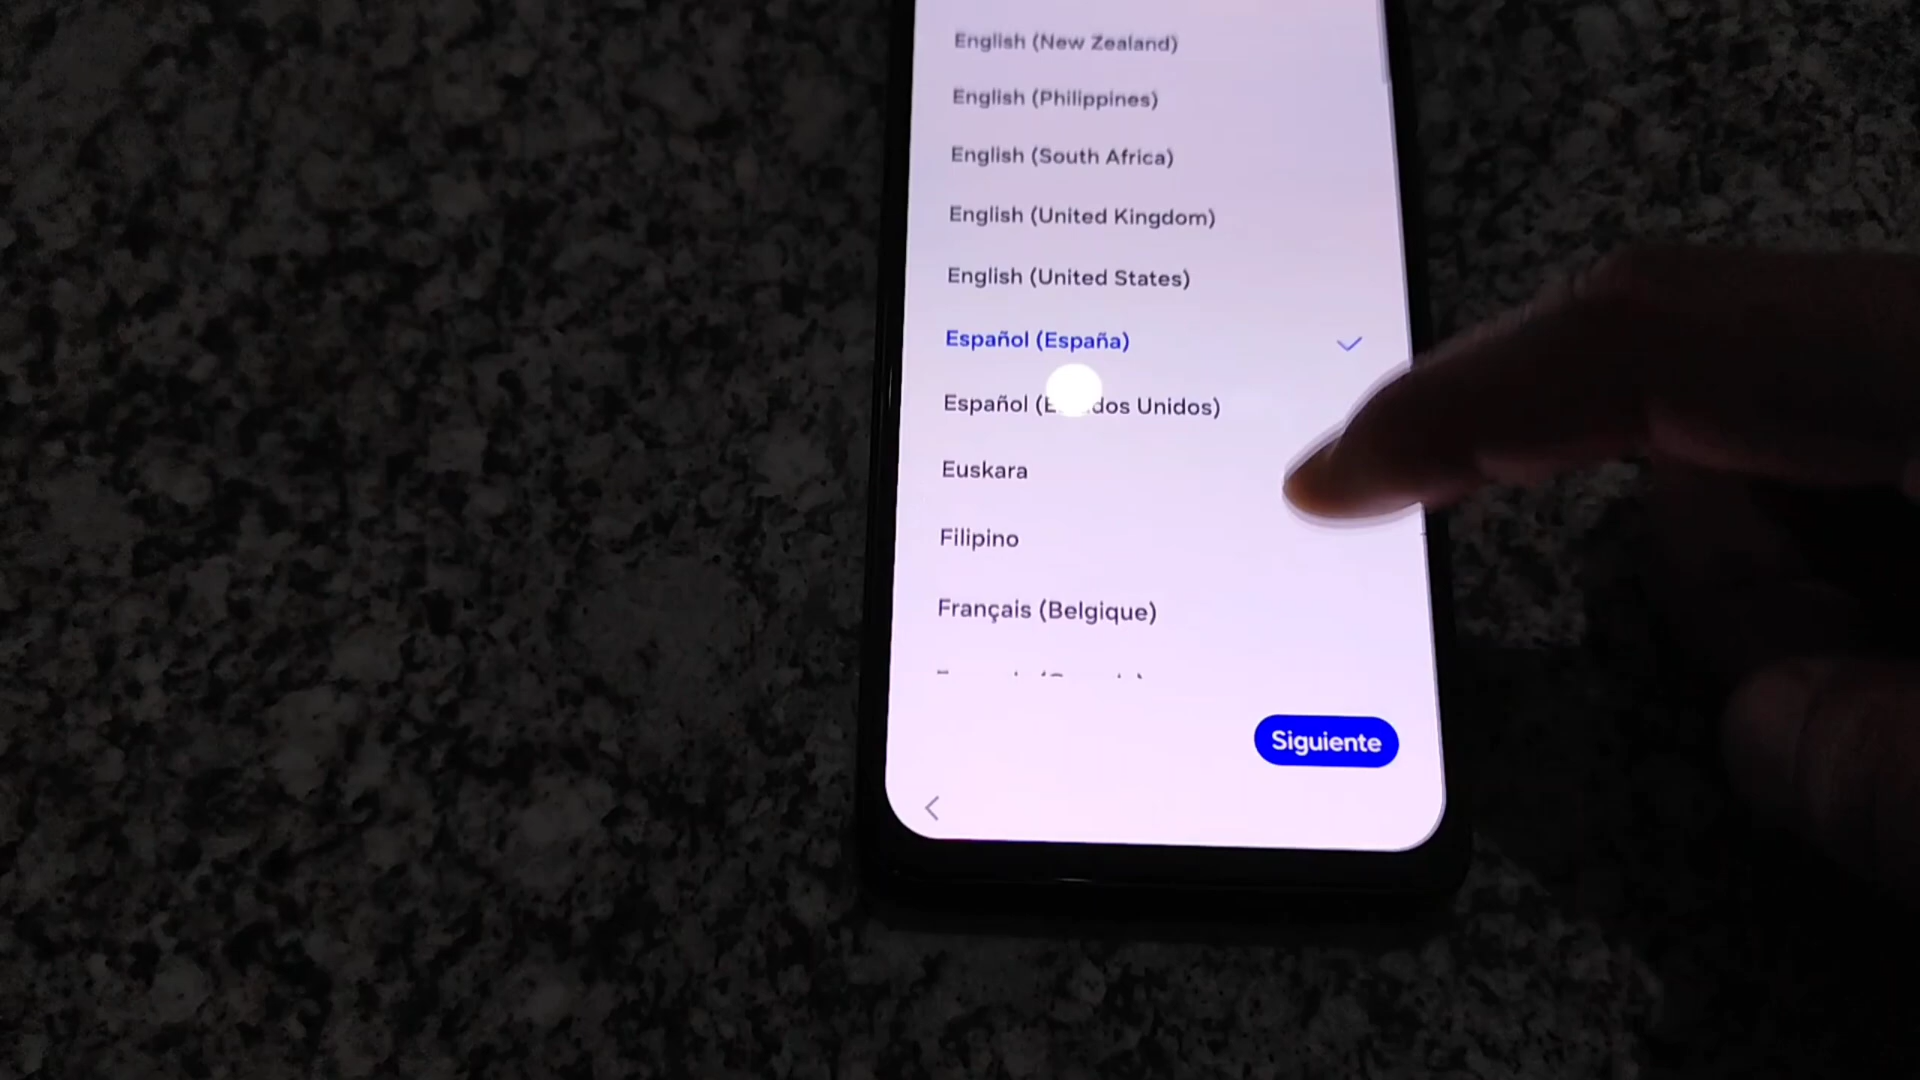 English (New Zealand)
English (Philippines)
English (South Africa)
English (United Kingdom)
English (United States)
Español (España)
Español (Estados Unidos)
Euskara
Filipino
Français (Belgique)
Siguiente